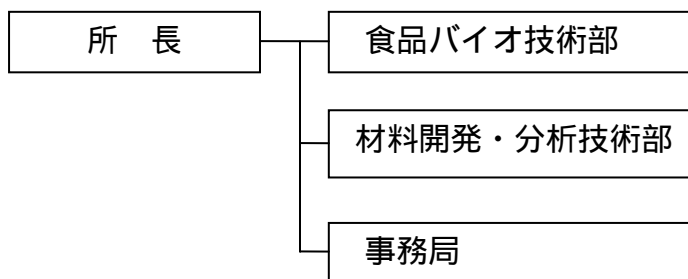 所　長
食品バイオ技術部
材料開発・分析技術部
事務局